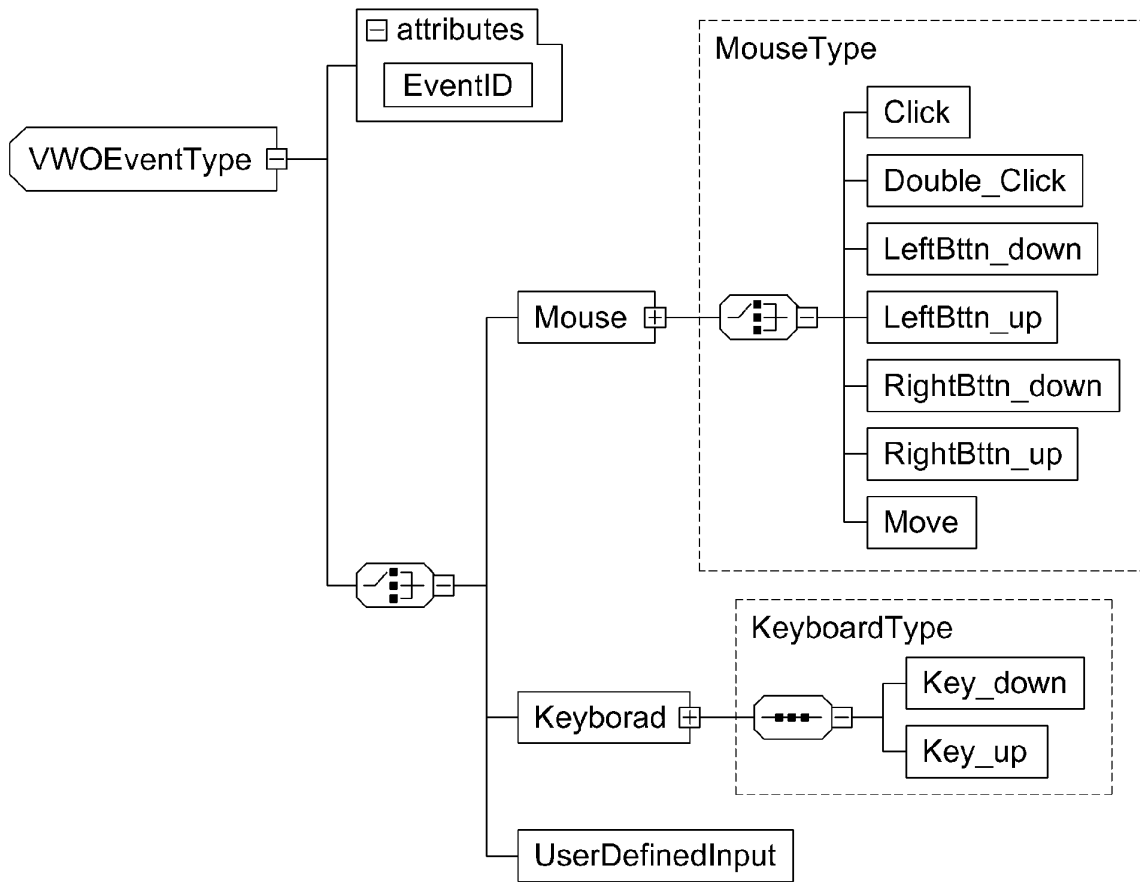 attributes
EventID
VWOEventType
MouseType
Click
Double_Click
LeftBttn_down
Mouse
LeftBttn_up
RightBttn_down
RightBttn_up
Move
KeyboardType
Key_down
Keyborad
Key_up
UserDefinedInput